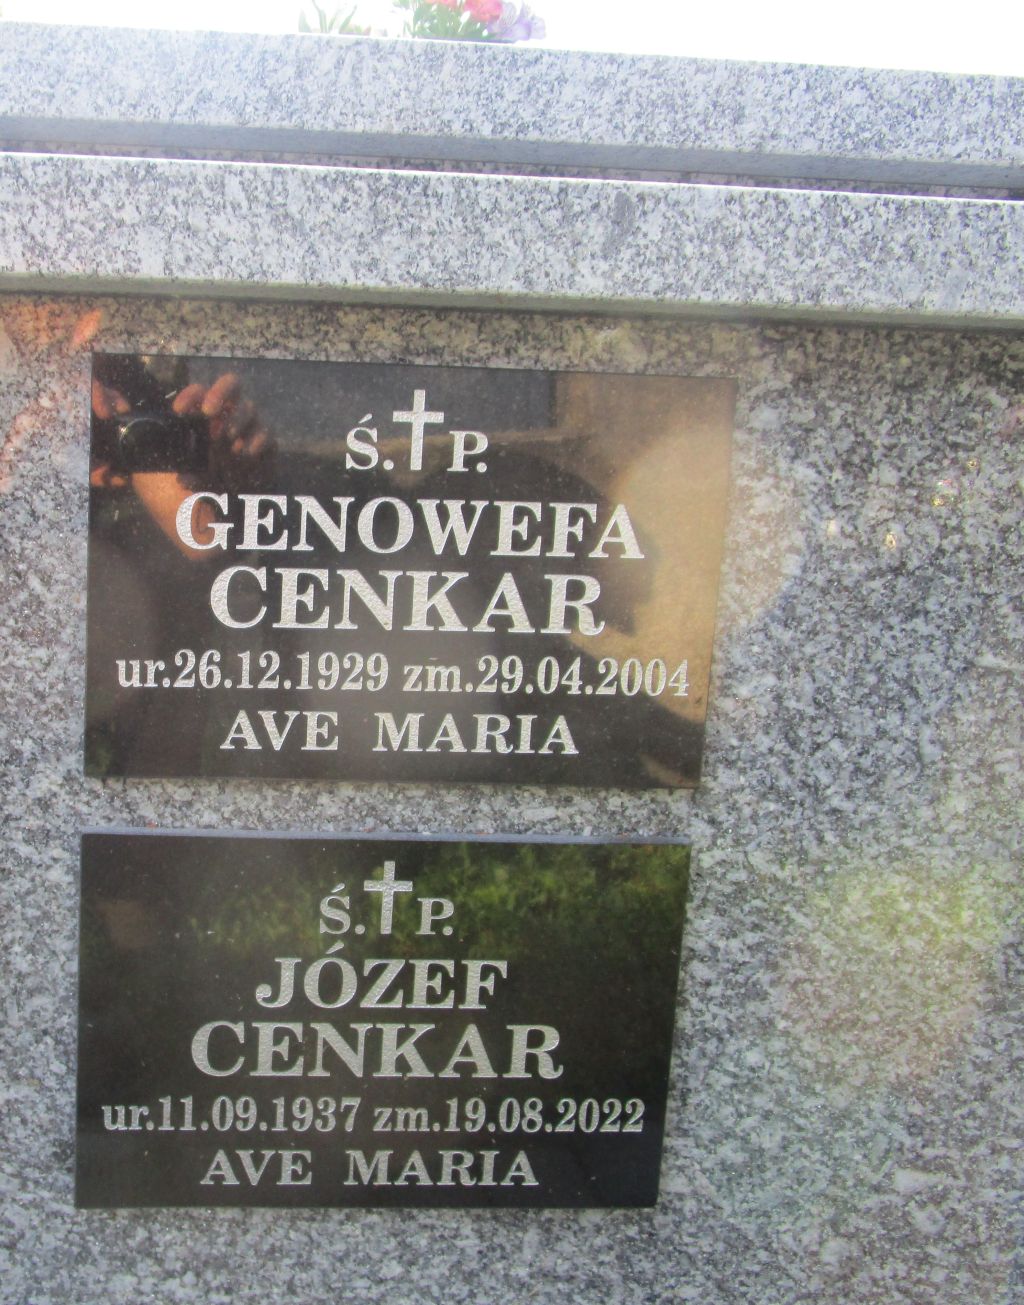 Ś.†P.
GENOWEFA
CENKAR
ur.26.12.1929 zm.29.04.2004
AVE MARIA
Ś.†P.
JÓZEF
CENKAR
ur.11.09.1937 zm.19.08.2022
AVE MARIA